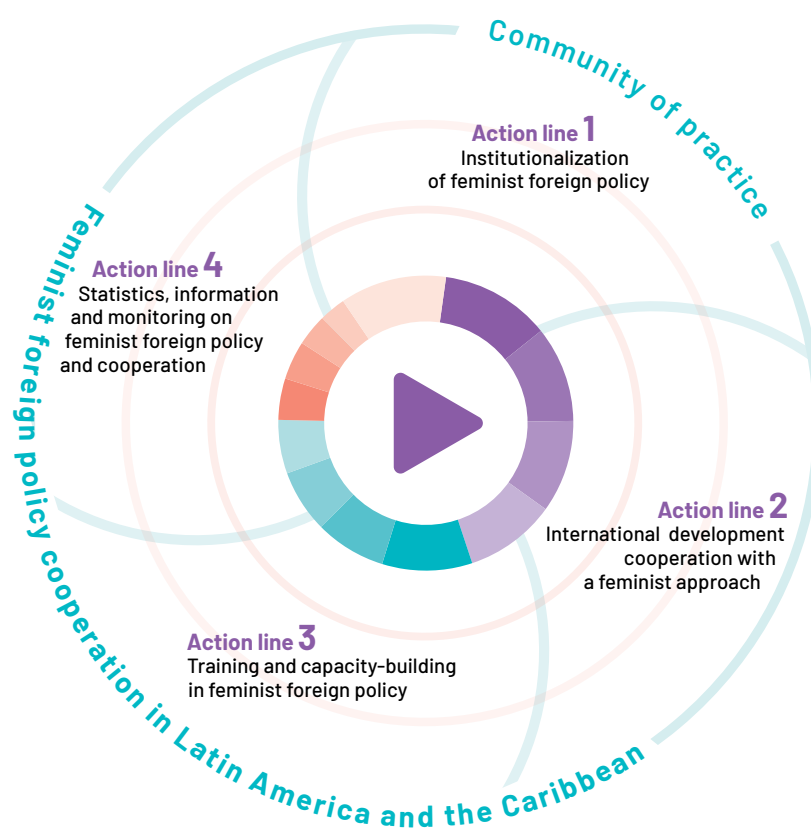 Community of practice
Action line 1
Institutionalization
of feminist foreign policy
Action line 2
International development
cooperation with
a feminist approach
Action line 3
Training and capacity-building
in feminist foreign policy
Action line 4
Statistics, information
and monitoring on
feminist foreign policy
and cooperation
Feminist foreign policy cooperation in Latin America and the Caribbean